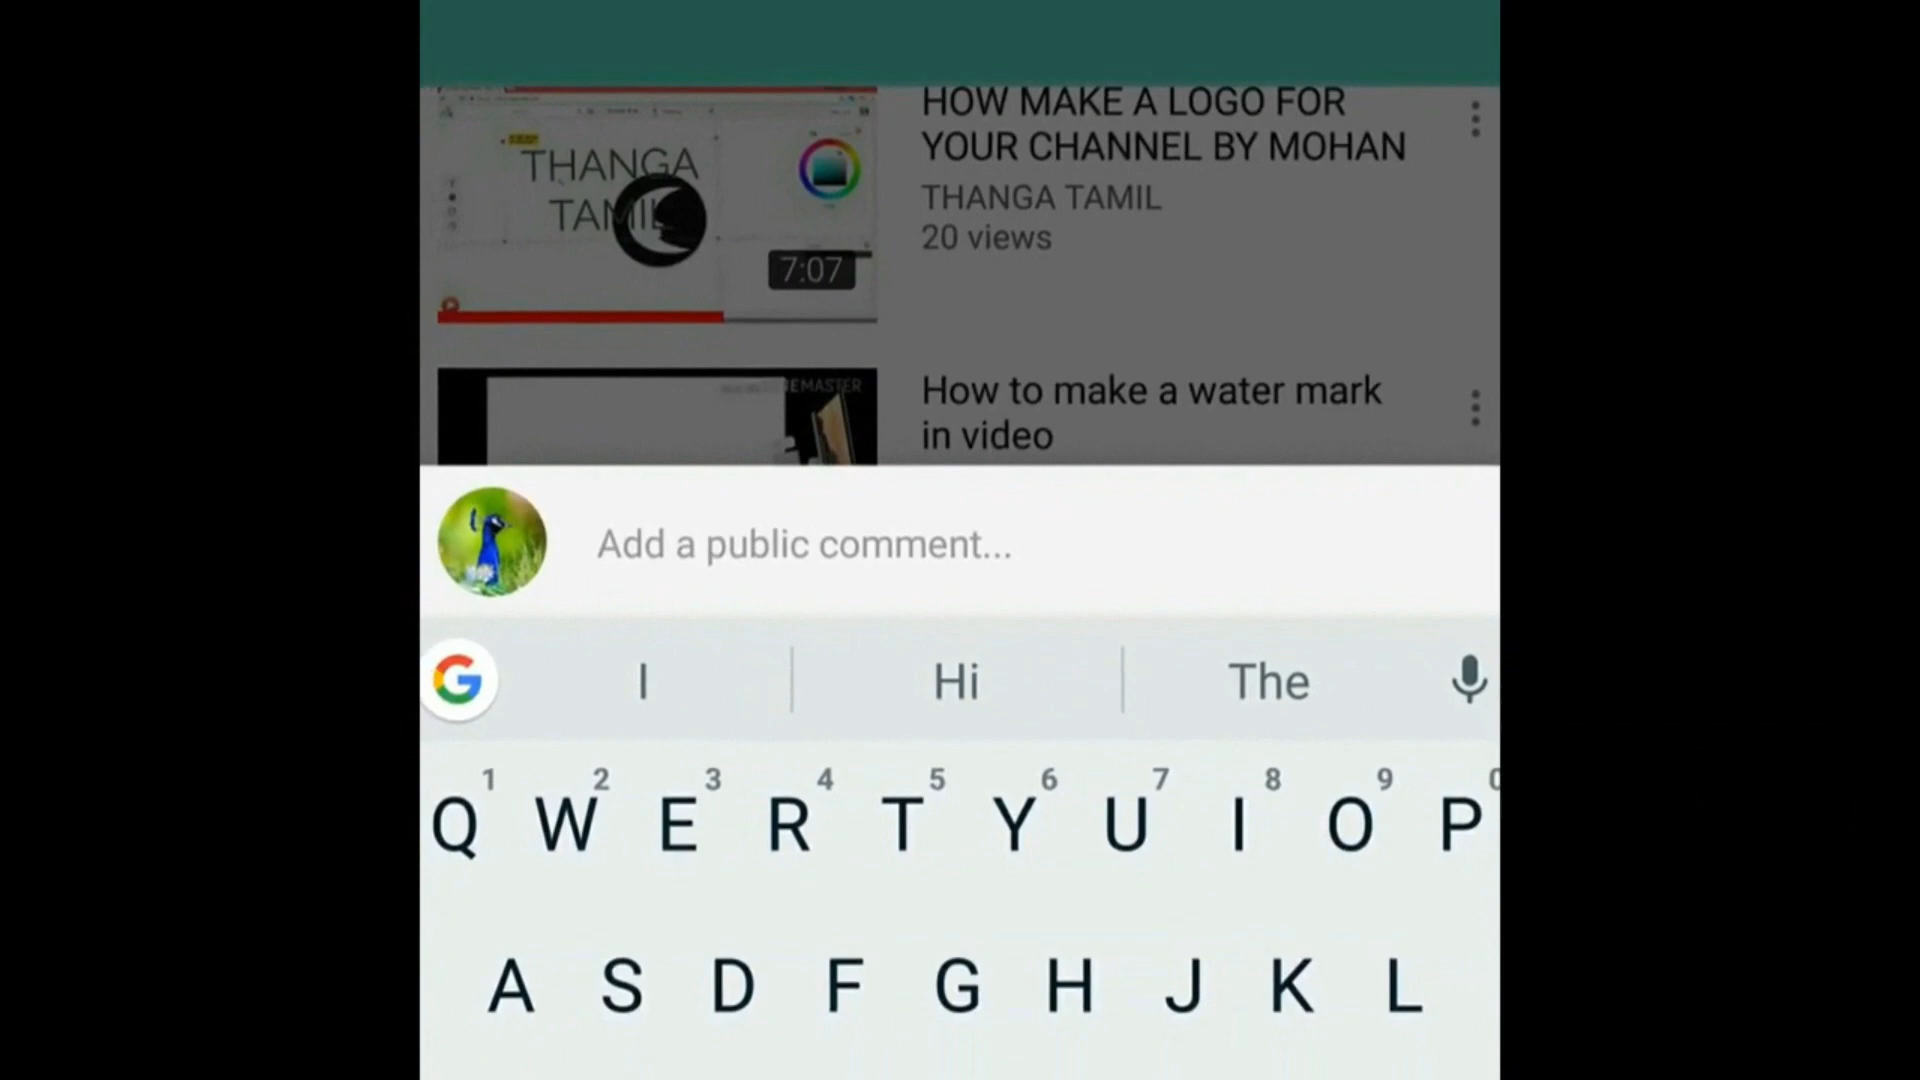 HOW MAKE A LOGO FOR
YOUR CHANNEL BY MOHAN
THANGA TAMIL
20 views
THANGA
TAMIL
7:07
How to make a water mark
in video
Add a public comment...
I Hi The
1 2 3 4 5 6 7 8 9 0
Q W E R T Y U I O P
A S D F G H J K L